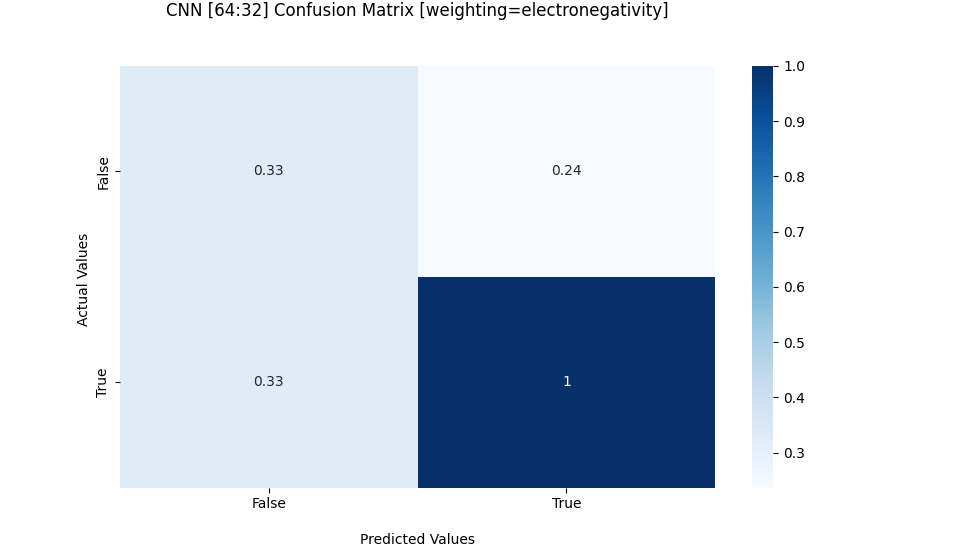 CNN [64:32] Confusion Matrix [weighting=electronegativity]
Actual Values
False
True
0.33
0.24
0.33
1
False
True
Predicted Values
1.0
0.9
0.8
0.7
0.6
0.5
0.4
0.3